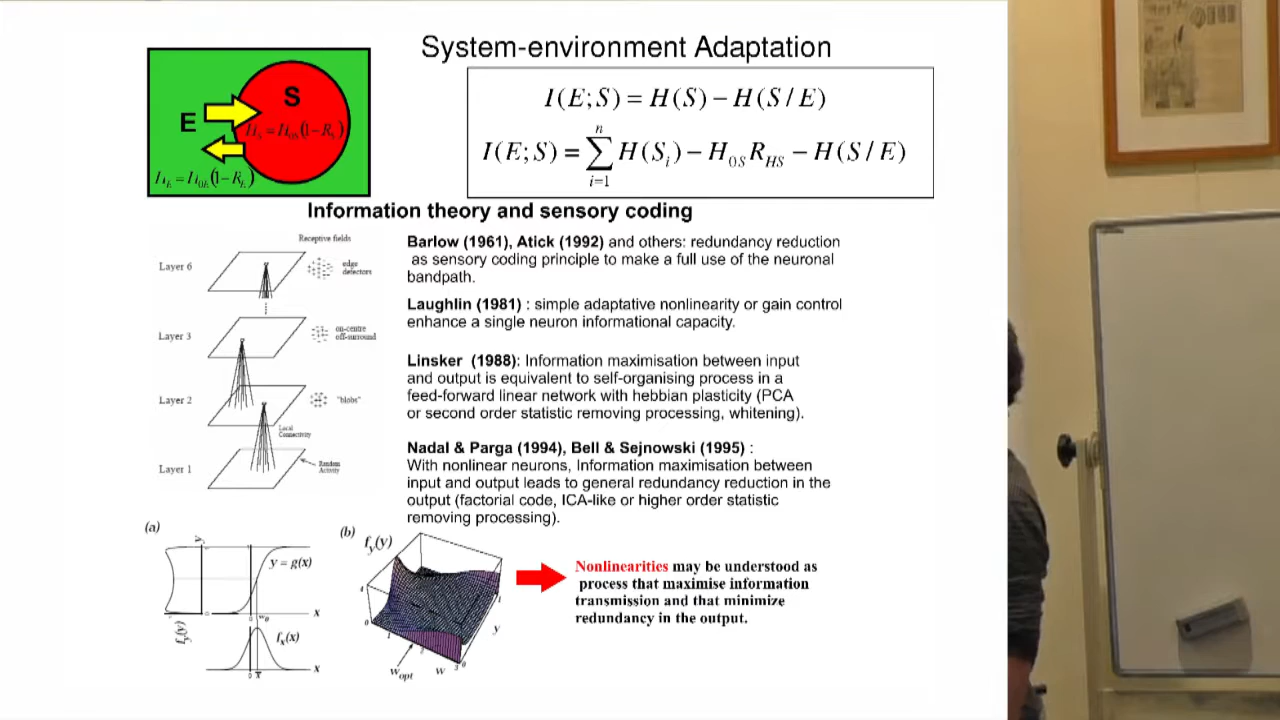 System-environment Adaptation
S
E
I(E;S) = H(S) − H(S/E)
I(E;S) = ∑ H(S_i) − H_0S R_HS − H(S/E)
n
i=1
Information theory and sensory coding
Receptive fields
Layer 6
edge
detectors
Layer 3
on-centre
off-surround
Layer 2
"blobs"
Local
Connectivity
Layer 1
Random
Activity
Barlow (1961), Atick (1992) and others: redundancy reduction
as sensory coding principle to make a full use of the neuronal
bandpath.
Laughlin (1981) : simple adaptative nonlinearity or gain control
enhance a single neuron informational capacity.
Linsker (1988): Information maximisation between input
and output is equivalent to self-organising process in a
feed-forward linear network with hebbian plasticity (PCA
or second order statistic removing processing, whitening).
Nadal & Parga (1994), Bell & Sejnowski (1995) :
With nonlinear neurons, Information maximisation between
input and output leads to general redundancy reduction in the
output (factorial code, ICA-like or higher order statistic
removing processing).
(a)
y
y = g(x)
x
f_y(y)
f_x(x)
x
(b)
f_y(y)
y
w
w_opt
Nonlinearities may be understood as
process that maximise information
transmission and that minimize
redundancy in the output.